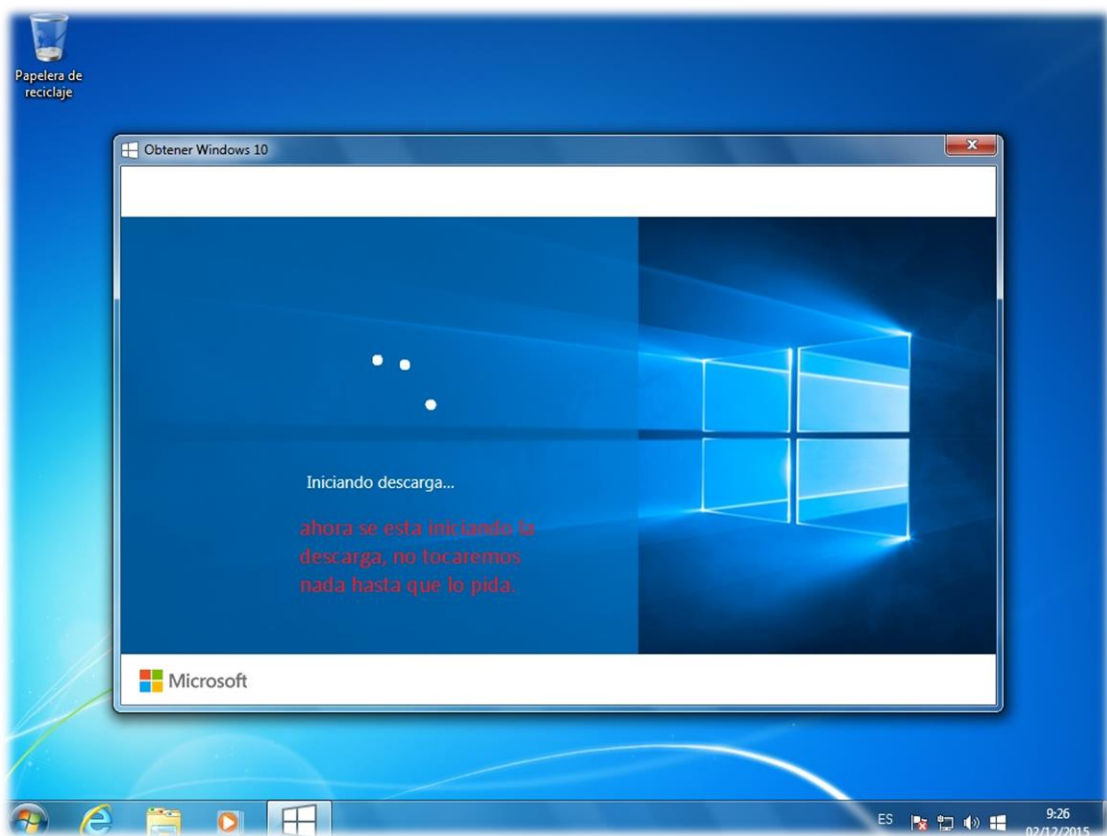 Papelera de
reciclaje
Obtener Windows 10
Iniciando descarga...
ahora se esta iniciando la
descarga, no tocaremos
nada hasta que lo pida.
Microsoft
ES
9:26
02/12/2015